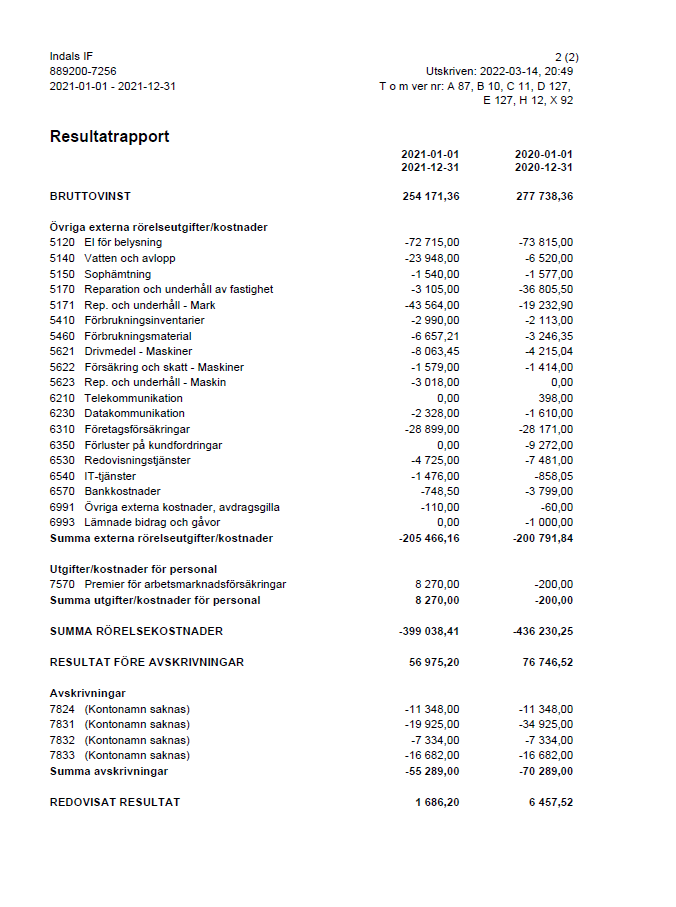 Indals IF 2 (2)
889200-7256 Utskriven: 2022-03-14, 20:49
2021-01-01 - 2021-12-31 T o m ver nr: A 87, B 10, C 11, D 127,
E 127, H 12, X 92
Resultatrapport
2021-01-01 2020-01-01
2021-12-31 2020-12-31
BRUTTOVINST 254 171,36 277 738,36
Övriga externa rörelseutgifter/kostnader
5120 El för belysning -72 715,00 -73 815,00
5140 Vatten och avlopp -23 948,00 -6 520,00
5150 Sophämtning -1 540,00 -1 577,00
5170 Reparation och underhåll av fastighet -3 105,00 -36 805,50
5171 Rep. och underhåll - Mark -43 564,00 -19 232,90
5410 Förbrukningsinventarier -2 990,00 -2 113,00
5460 Förbrukningsmaterial -6 657,21 -3 246,35
5621 Drivmedel - Maskiner -8 063,45 -4 215,04
5622 Försäkring och skatt - Maskiner -1 579,00 -1 414,00
5623 Rep. och underhåll - Maskin -3 018,00 0,00
6210 Telekommunikation 0,00 398,00
6230 Datakommunikation -2 328,00 -1 610,00
6310 Företagsförsäkringar -28 899,00 -28 171,00
6350 Förluster på kundfordringar 0,00 -9 272,00
6530 Redovisningstjänster -4 725,00 -7 481,00
6540 IT-tjänster -1 476,00 -858,05
6570 Bankkostnader -748,50 -3 799,00
6991 Övriga externa kostnader, avdragsgilla -110,00 -60,00
6993 Lämnade bidrag och gåvor 0,00 -1 000,00
Summa externa rörelseutgifter/kostnader -205 466,16 -200 791,84
Utgifter/kostnader för personal
7570 Premier för arbetsmarknadsförsäkringar 8 270,00 -200,00
Summa utgifter/kostnader för personal 8 270,00 -200,00
SUMMA RÖRELSEKOSTNADER -399 038,41 -436 230,25
RESULTAT FÖRE AVSKRIVNINGAR 56 975,20 76 746,52
Avskrivningar
7824 (Kontonamn saknas) -11 348,00 -11 348,00
7831 (Kontonamn saknas) -19 925,00 -34 925,00
7832 (Kontonamn saknas) -7 334,00 -7 334,00
7833 (Kontonamn saknas) -16 682,00 -16 682,00
Summa avskrivningar -55 289,00 -70 289,00
REDOVISAT RESULTAT 1 686,20 6 457,52